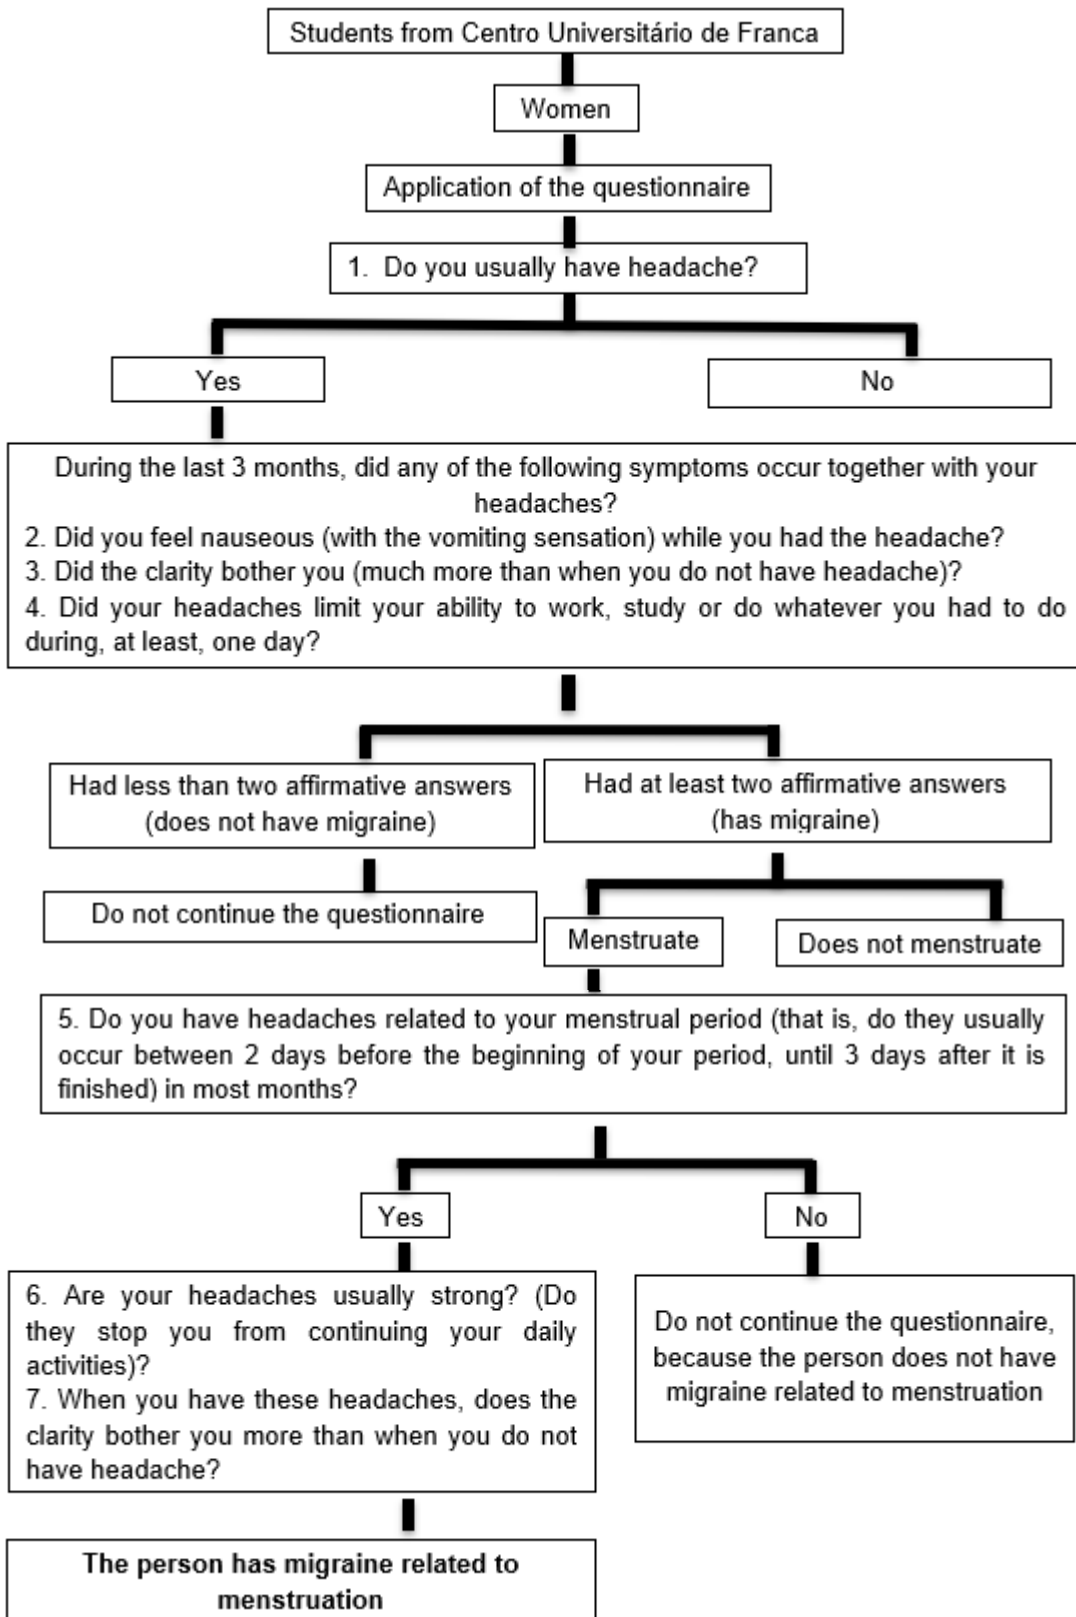 Students from Centro Universitário de Franca
Women
Application of the questionnaire
1. Do you usually have headache?
Yes
No
During the last 3 months, did any of the following symptoms occur together with your
headaches?
2. Did you feel nauseous (with the vomiting sensation) while you had the headache?
3. Did the clarity bother you (much more than when you do not have headache)?
4. Did your headaches limit your ability to work, study or do whatever you had to do
during, at least, one day?
Had less than two affirmative answers
(does not have migraine)
Had at least two affirmative answers
(has migraine)
Do not continue the questionnaire
Menstruate
Does not menstruate
5. Do you have headaches related to your menstrual period (that is, do they usually
occur between 2 days before the beginning of your period, until 3 days after it is
finished) in most months?
Yes
No
6. Are your headaches usually strong? (Do
they stop you from continuing your daily
activities)?
7. When you have these headaches, does the
clarity bother you more than when you do not
have headache?
Do not continue the questionnaire,
because the person does not have
migraine related to menstruation
The person has migraine related to
menstruation